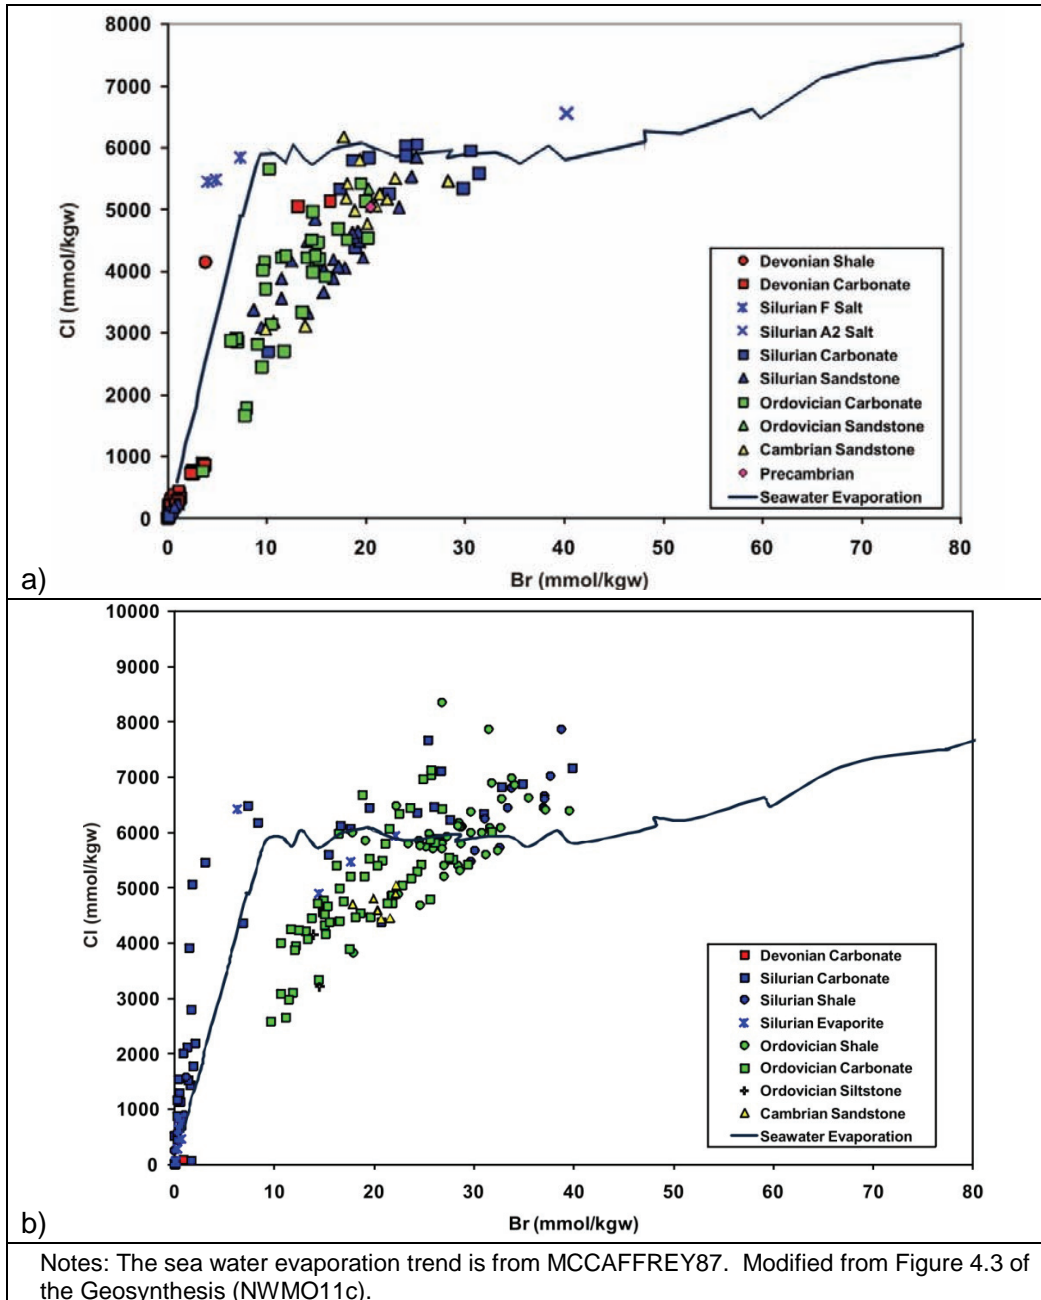 8000
7000
6000
5000
4000
3000
2000
1000
0
Cl (mmol/kgw)
0 10 20 30 40 50 60 70 80
Br (mmol/kgw)
Devonian Shale
Devonian Carbonate
Silurian F Salt
Silurian A2 Salt
Silurian Carbonate
Silurian Sandstone
Ordovician Carbonate
Ordovician Sandstone
Cambrian Sandstone
Precambrian
Seawater Evaporation
a)
10000
9000
8000
7000
6000
5000
4000
3000
2000
1000
0
Cl (mmol/kgw)
0 10 20 30 40 50 60 70 80
Br (mmol/kgw)
Devonian Carbonate
Silurian Carbonate
Silurian Shale
Silurian Evaporite
Ordovician Shale
Ordovician Carbonate
Ordovician Siltstone
Cambrian Sandstone
Seawater Evaporation
b)
Notes: The sea water evaporation trend is from MCCAFFREY87. Modified from Figure 4.3 of
the Geosynthesis (NWMO11c).